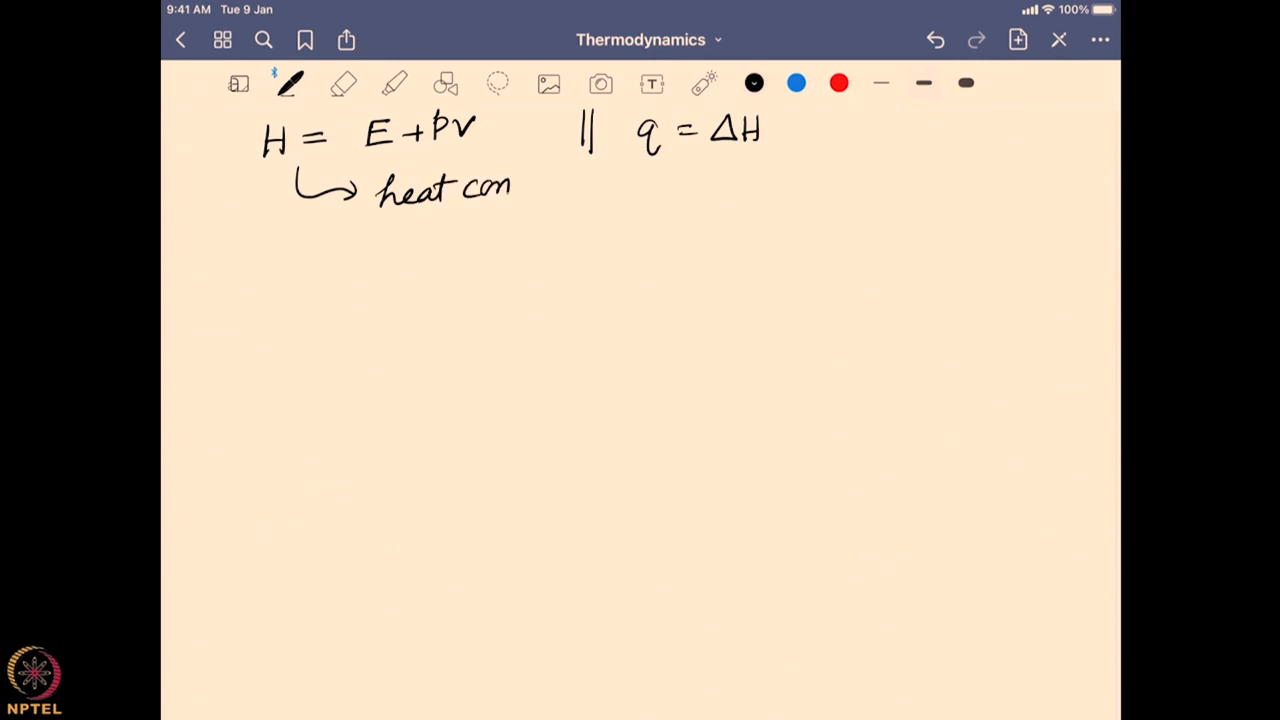 9:41 AM Tue 9 Jan 100%
Thermodynamics
H = E + PV || q = ΔH
heat con
NPTEL